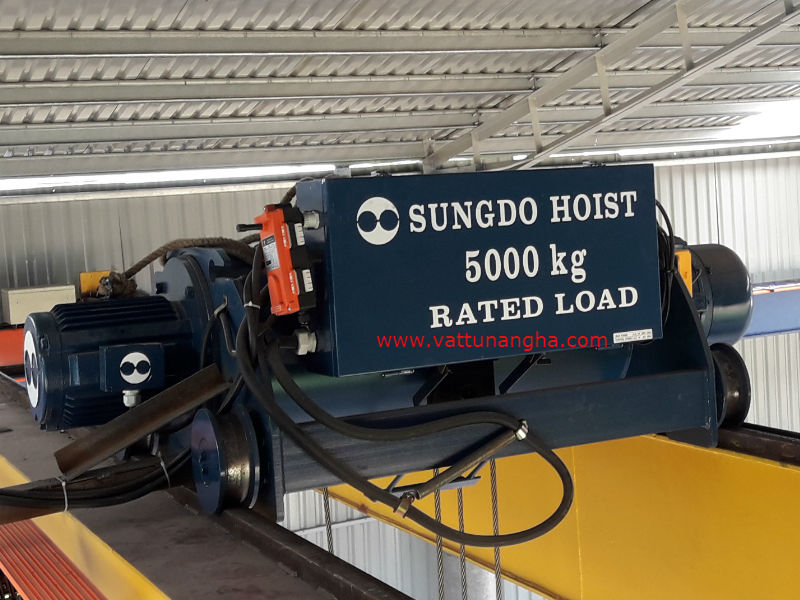 SUNGDO HOIST
5000 kg
RATED LOAD
www.vattunangha.com